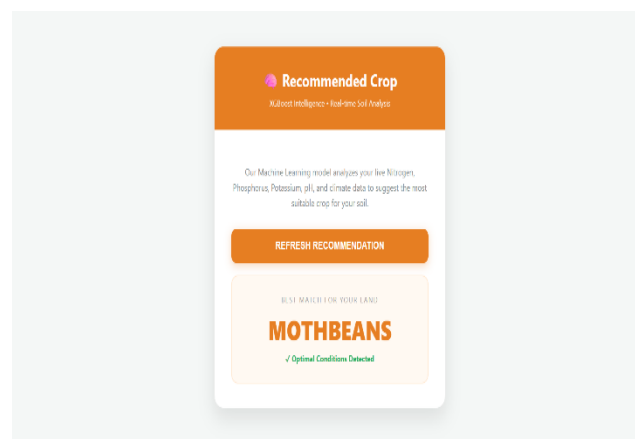 Recommended Crop
XGBoost Intelligence • Real-time Soil Analysis
Our Machine Learning model analyzes your live Nitrogen,
Phosphorus, Potassium, pH, and climate data to suggest the most
suitable crop for your soil.
REFRESH RECOMMENDATION
BEST MATCH FOR YOUR LAND
MOTHBEANS
✓ Optimal Conditions Detected